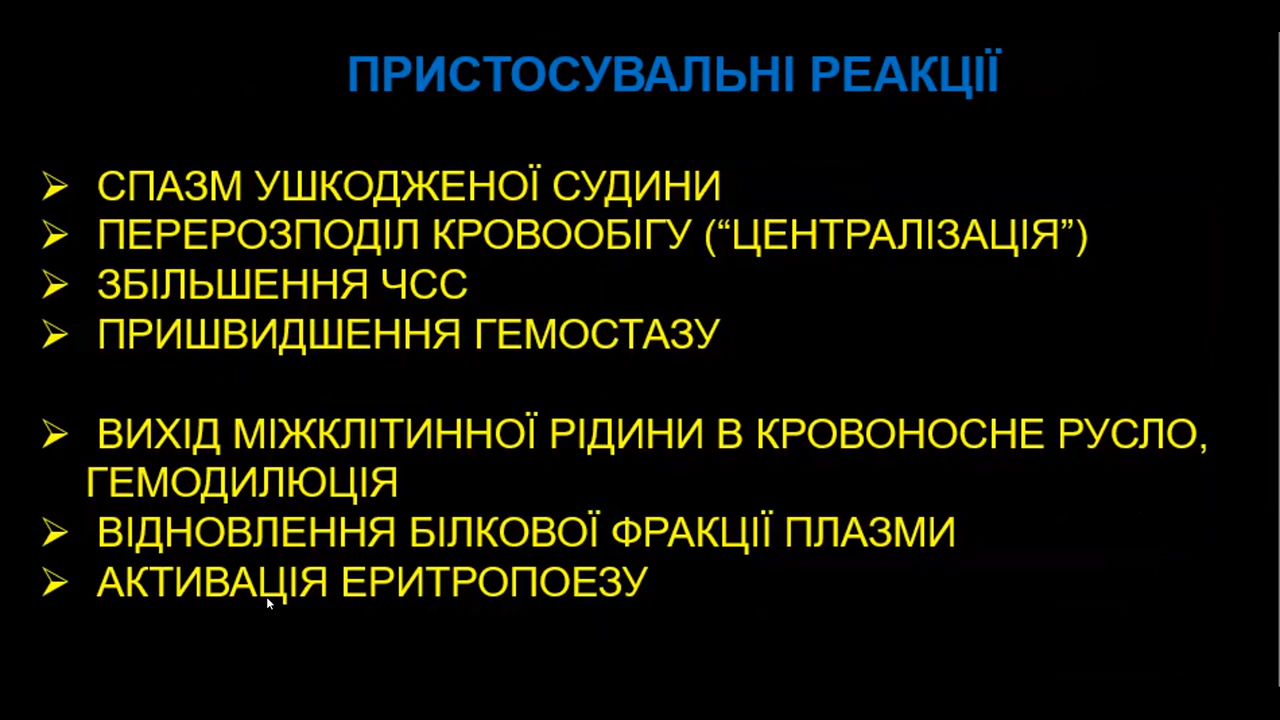 ПРИСТОСУВАЛЬНІ РЕАКЦІЇ
➢ СПАЗМ УШКОДЖЕНОЇ СУДИНИ
➢ ПЕРЕРОЗПОДІЛ КРОВООБІГУ (“ЦЕНТРАЛІЗАЦІЯ”)
➢ ЗБІЛЬШЕННЯ ЧСС
➢ ПРИШВИДШЕННЯ ГЕМОСТАЗУ
➢ ВИХІД МІЖКЛІТИННОЇ РІДИНИ В КРОВОНОСНЕ РУСЛО,
ГЕМОДИЛЮЦІЯ
➢ ВІДНОВЛЕННЯ БІЛКОВОЇ ФРАКЦІЇ ПЛАЗМИ
➢ АКТИВАЦІЯ ЕРИТРОПОЕЗУ